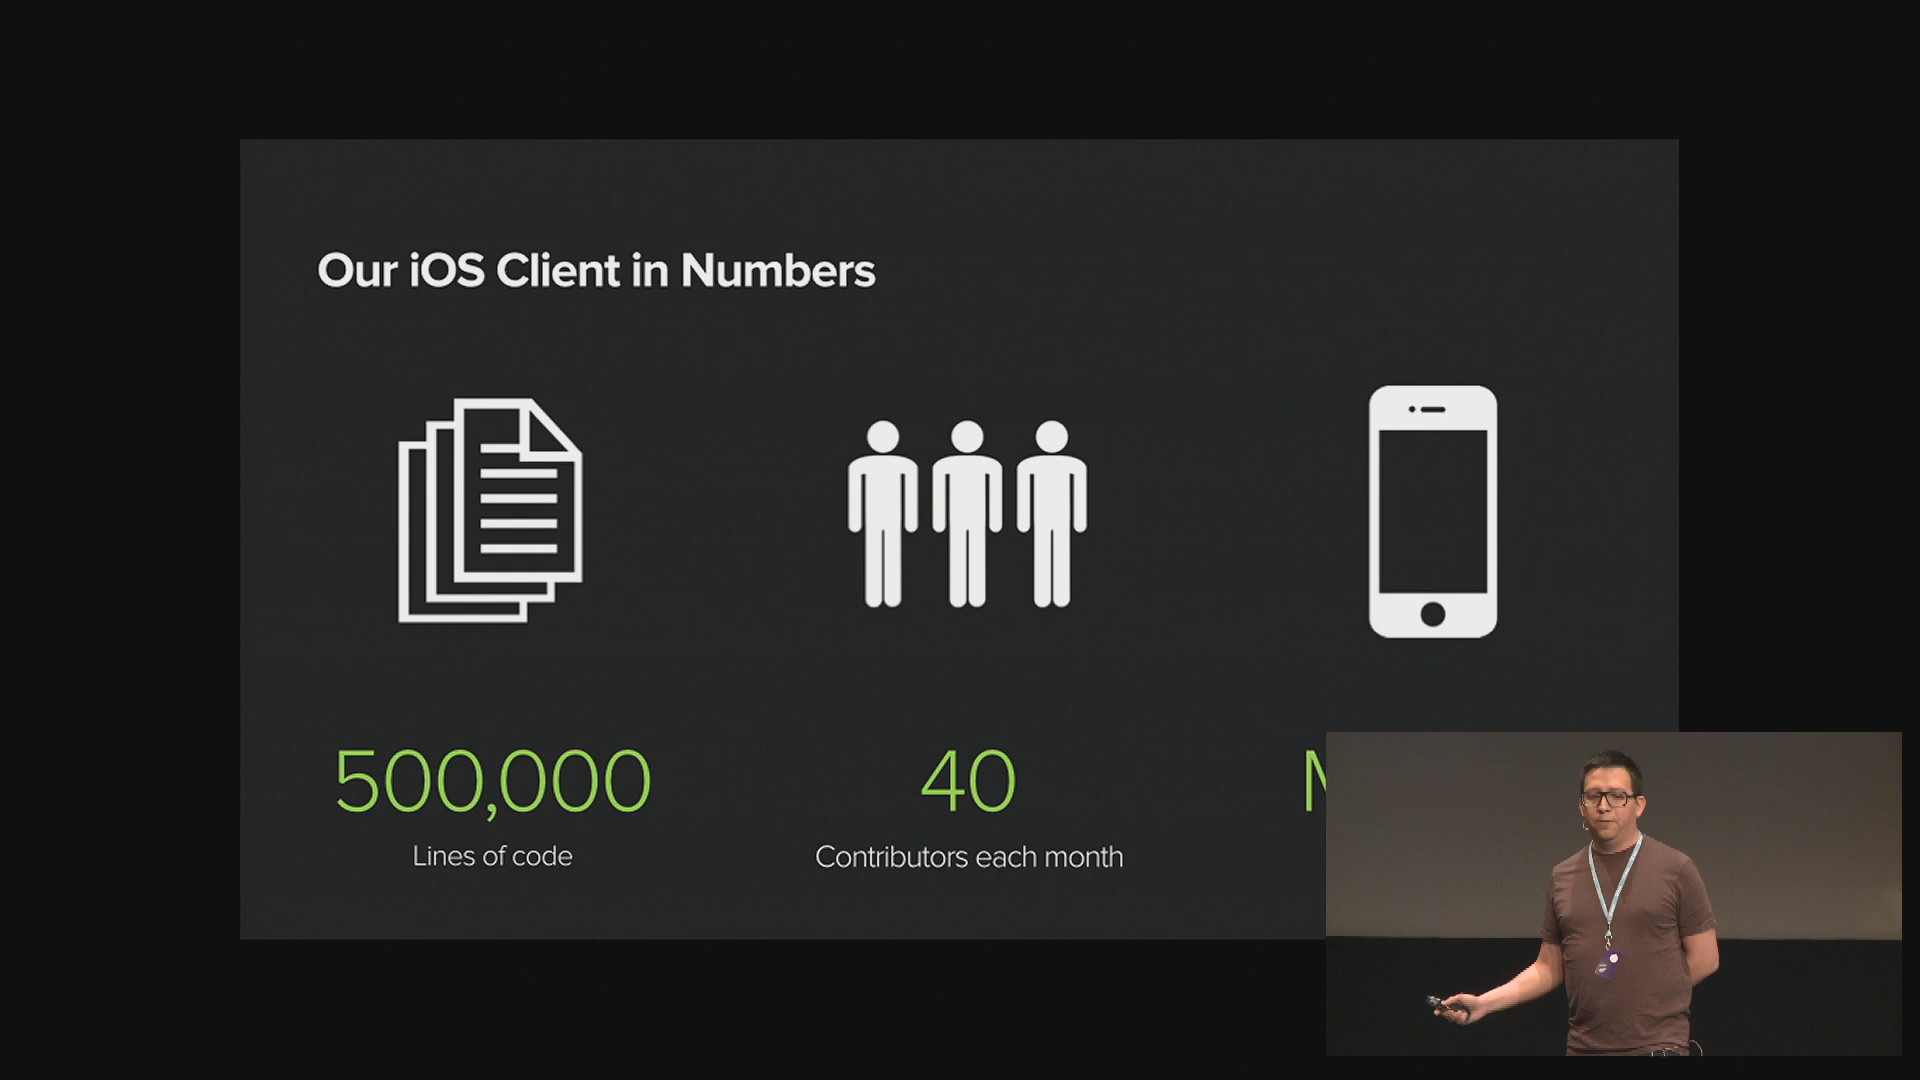 Our iOS Client in Numbers
500,000
40
Lines of code
Contributors each month